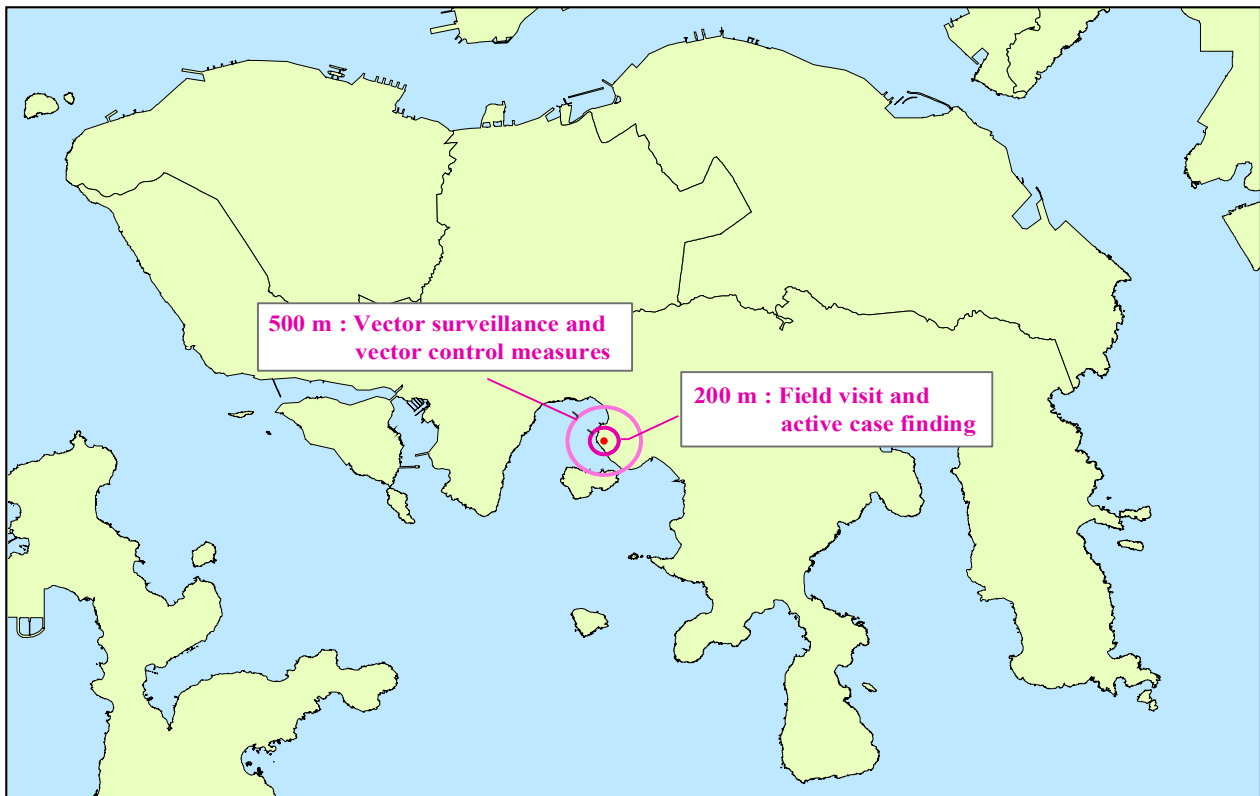 500 m : Vector surveillance and
vector control measures
200 m : Field visit and
active case finding